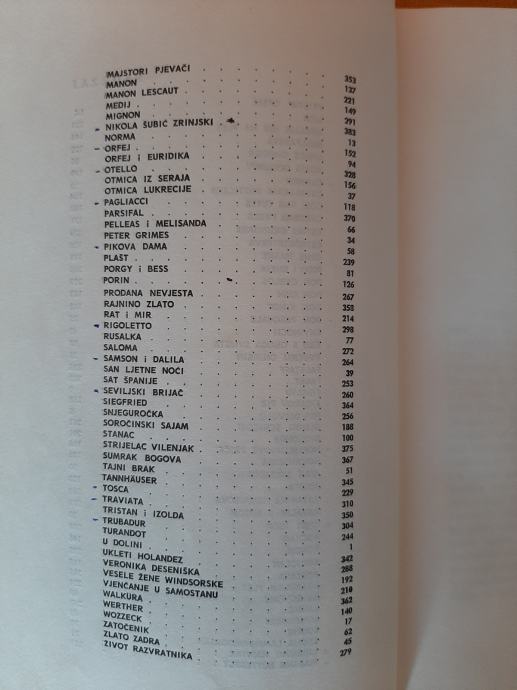 MAJSTORI PJEVAČI . . . . . . . 353
MANON . . . . . . . 137
MANON LESCAUT . . . . . . . 221
MEDIJ . . . . . . . 149
MIGNON . . . . . . . 291
NIKOLA ŠUBIĆ ZRINJSKI . . . . . . . 383
NORMA . . . . . . . 13
ORFEJ . . . . . . . 152
ORFEJ i EURIDIKA . . . . . . . 94
OTELLO . . . . . . . 328
OTMICA IZ SERAJA . . . . . . . 156
OTMICA LUKRECIJE . . . . . . . 37
PAGLIACCI . . . . . . . 118
PARSIFAL . . . . . . . 370
PELLEAS i MELISANDA . . . . . . . 66
PETER GRIMES . . . . . . . 34
PIKOVA DAMA . . . . . . . 58
PLAŠT . . . . . . . 239
PORGY i BESS . . . . . . . 81
PORIN . . . . . . . 126
PRODANA NEVJESTA . . . . . . . 267
RAJNINO ZLATO . . . . . . . 358
RAT i MIR . . . . . . . 214
RIGOLETTO . . . . . . . 298
RUSALKA . . . . . . . 77
SALOMA . . . . . . . 272
SAMSON i DALILA . . . . . . . 264
SAN LJETNE NOĆI . . . . . . . 39
SAT ŠPANIJE . . . . . . . 253
SEVILJSKI BRIJAČ . . . . . . . 260
SIEGFRIED . . . . . . . 364
SNJEGUROČKA . . . . . . . 256
SOROČINSKI SAJAM . . . . . . . 188
STANAC . . . . . . . 100
STRIJELAC VILENJAK . . . . . . . 375
SUMRAK BOGOVA . . . . . . . 367
TAJNI BRAK . . . . . . . 51
TANNHÄUSER . . . . . . . 345
TOSCA . . . . . . . 229
TRAVIATA . . . . . . . 310
TRISTAN i IZOLDA . . . . . . . 350
TRUBADUR . . . . . . . 304
TURANDOT . . . . . . . 244
U DOLINI . . . . . . . 1
UKLETI HOLANDEZ . . . . . . . 342
VERONIKA DESENIŠKA . . . . . . . 288
VESELE ŽENE WINDSORSKE . . . . . . . 192
VJENČANJE U SAMOSTANU . . . . . . . 210
WALKURA . . . . . . . 362
WERTHER . . . . . . . 140
WOZZECK . . . . . . . 17
ZATOČENIK . . . . . . . 62
ZLATO ZADRA . . . . . . . 45
ŽIVOT RAZVRATNIKA . . . . . . . 279